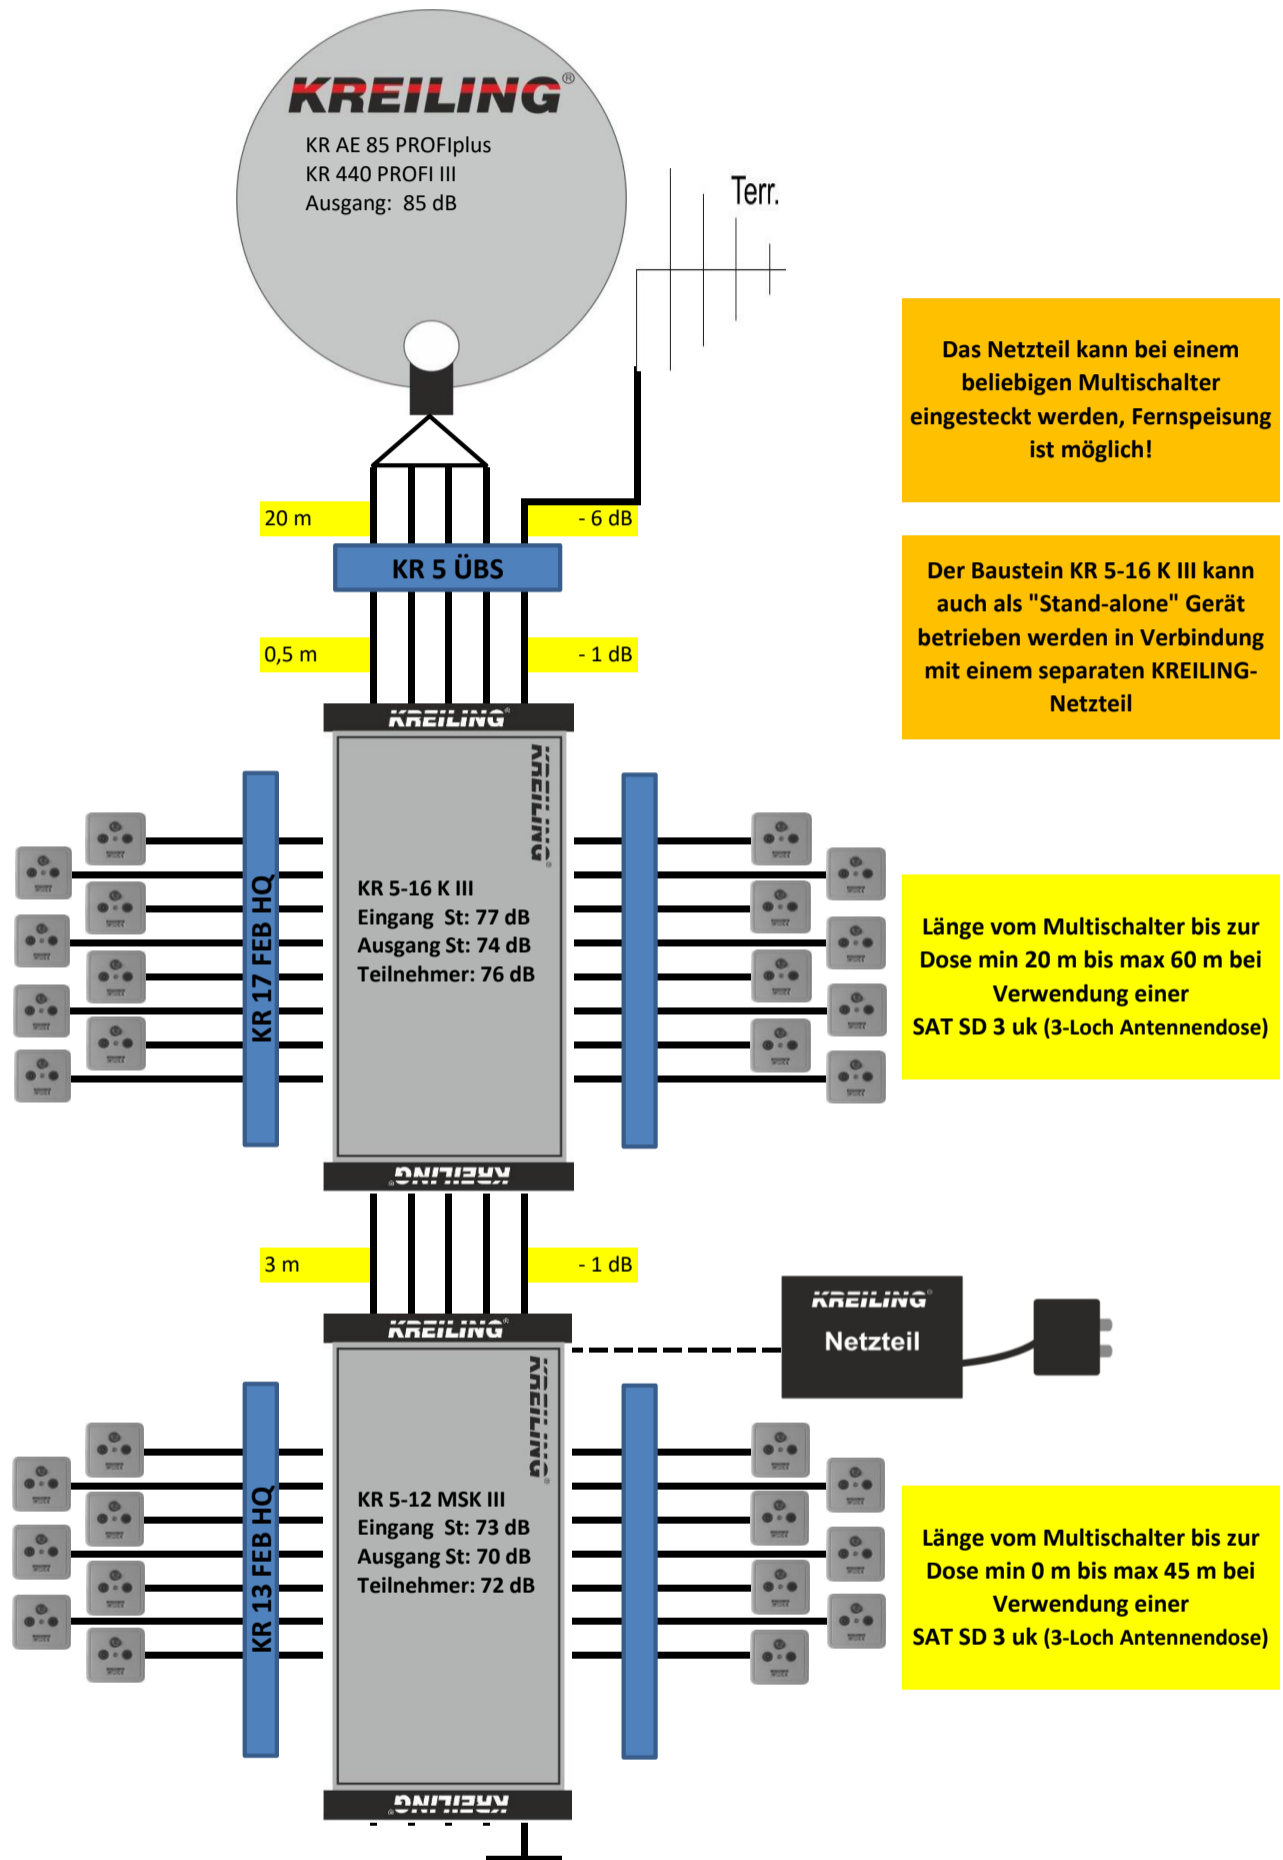 KREILING®
KR AE 85 PROFIplus
KR 440 PROFI III
Ausgang: 85 dB
Terr.
Das Netzteil kann bei einem
beliebigen Multischalter
eingesteckt werden, Fernspeisung
ist möglich!
20 m
- 6 dB
KR 5 ÜBS
Der Baustein KR 5-16 K III kann
auch als "Stand-alone" Gerät
betrieben werden in Verbindung
mit einem separaten KREILING-
Netzteil
0,5 m
- 1 dB
KREILING®
KREILING®
KR 17 FEB HQ
KR 5-16 K III
Eingang St: 77 dB
Ausgang St: 74 dB
Teilnehmer: 76 dB
Länge vom Multischalter bis zur
Dose min 20 m bis max 60 m bei
Verwendung einer
SAT SD 3 uk (3-Loch Antennendose)
KREILING®
3 m
- 1 dB
KREILING®
KREILING®
Netzteil
KREILING®
KR 13 FEB HQ
KR 5-12 MSK III
Eingang St: 73 dB
Ausgang St: 70 dB
Teilnehmer: 72 dB
Länge vom Multischalter bis zur
Dose min 0 m bis max 45 m bei
Verwendung einer
SAT SD 3 uk (3-Loch Antennendose)
KREILING®